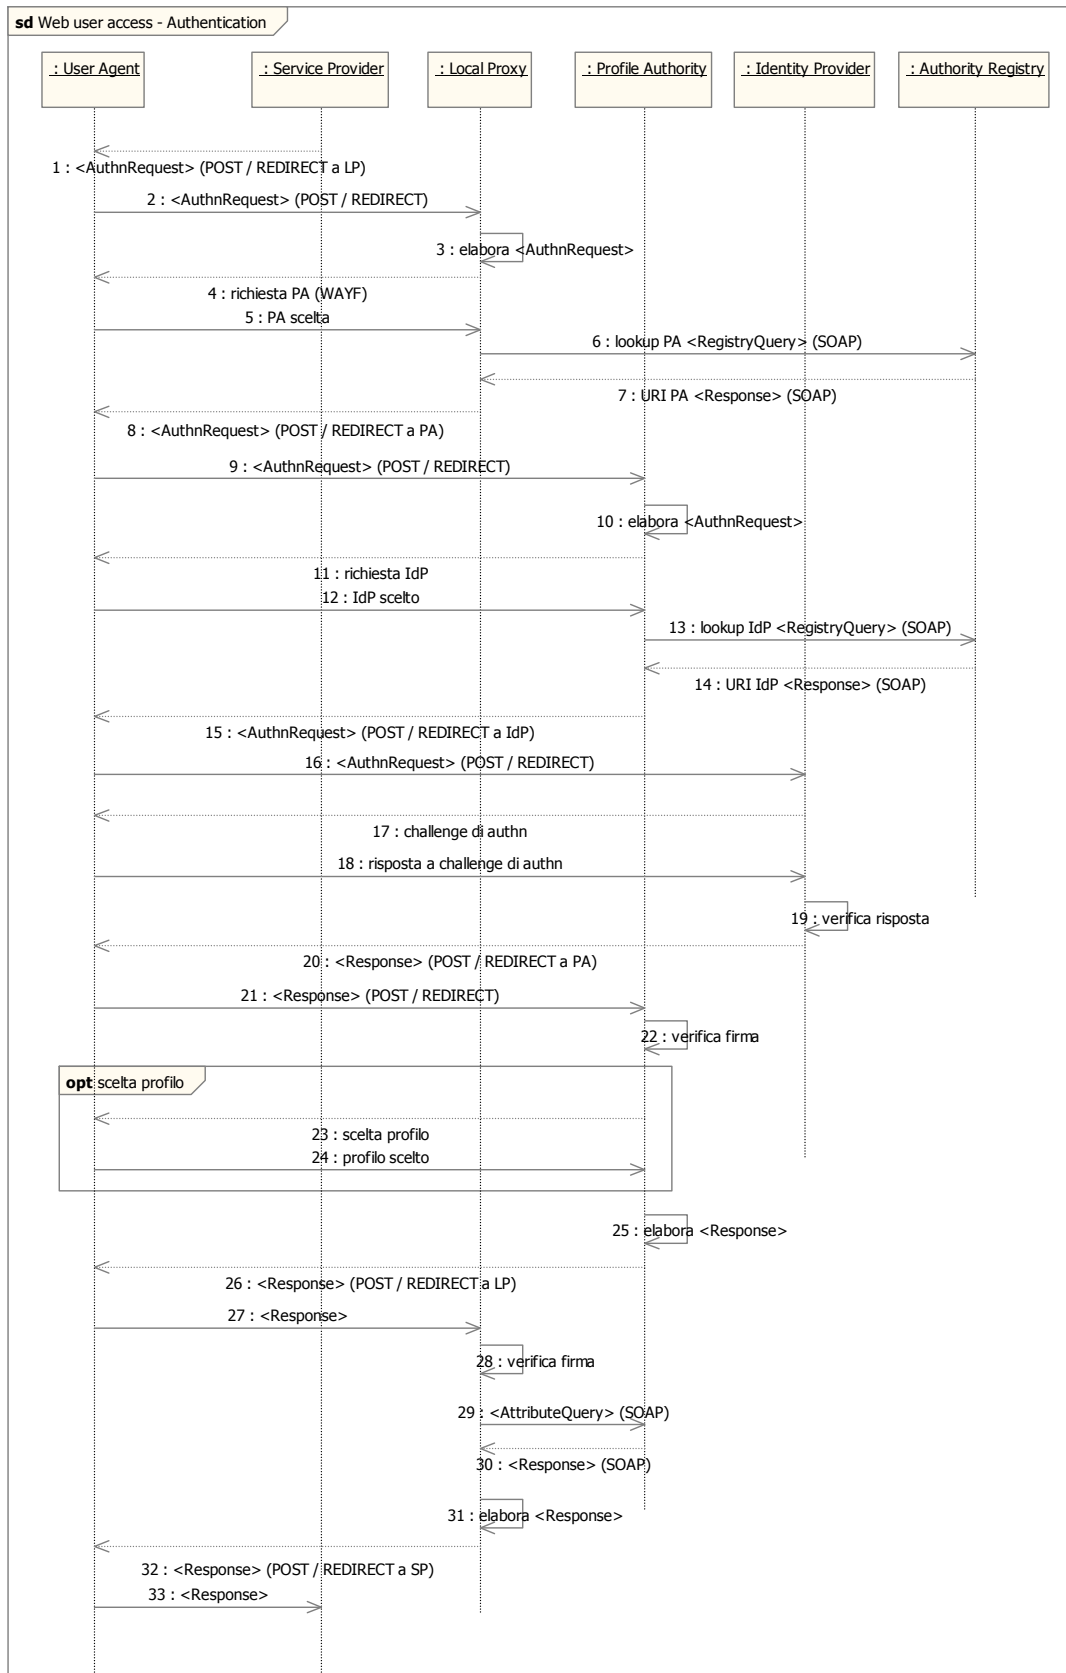 sd Web user access - Authentication
: User Agent
: Service Provider
: Local Proxy
: Profile Authority
: Identity Provider
: Authority Registry
1 : <AuthnRequest> (POST / REDIRECT a LP)
2 : <AuthnRequest> (POST / REDIRECT)
3 : elabora <AuthnRequest>
4 : richiesta PA (WAYF)
5 : PA scelta
6 : lookup PA <RegistryQuery> (SOAP)
7 : URI PA <Response> (SOAP)
8 : <AuthnRequest> (POST / REDIRECT a PA)
9 : <AuthnRequest> (POST / REDIRECT)
10 : elabora <AuthnRequest>
11 : richiesta IdP
12 : IdP scelto
13 : lookup IdP <RegistryQuery> (SOAP)
14 : URI IdP <Response> (SOAP)
15 : <AuthnRequest> (POST / REDIRECT a IdP)
16 : <AuthnRequest> (POST / REDIRECT)
17 : challenge di authn
18 : risposta a challenge di authn
19 : verifica risposta
20 : <Response> (POST / REDIRECT a PA)
21 : <Response> (POST / REDIRECT)
22 : verifica firma
opt scelta profilo
23 : scelta profilo
24 : profilo scelto
25 : elabora <Response>
26 : <Response> (POST / REDIRECT a LP)
27 : <Response>
28 : verifica firma
29 : <AttributeQuery> (SOAP)
30 : <Response> (SOAP)
31 : elabora <Response>
32 : <Response> (POST / REDIRECT a SP)
33 : <Response>